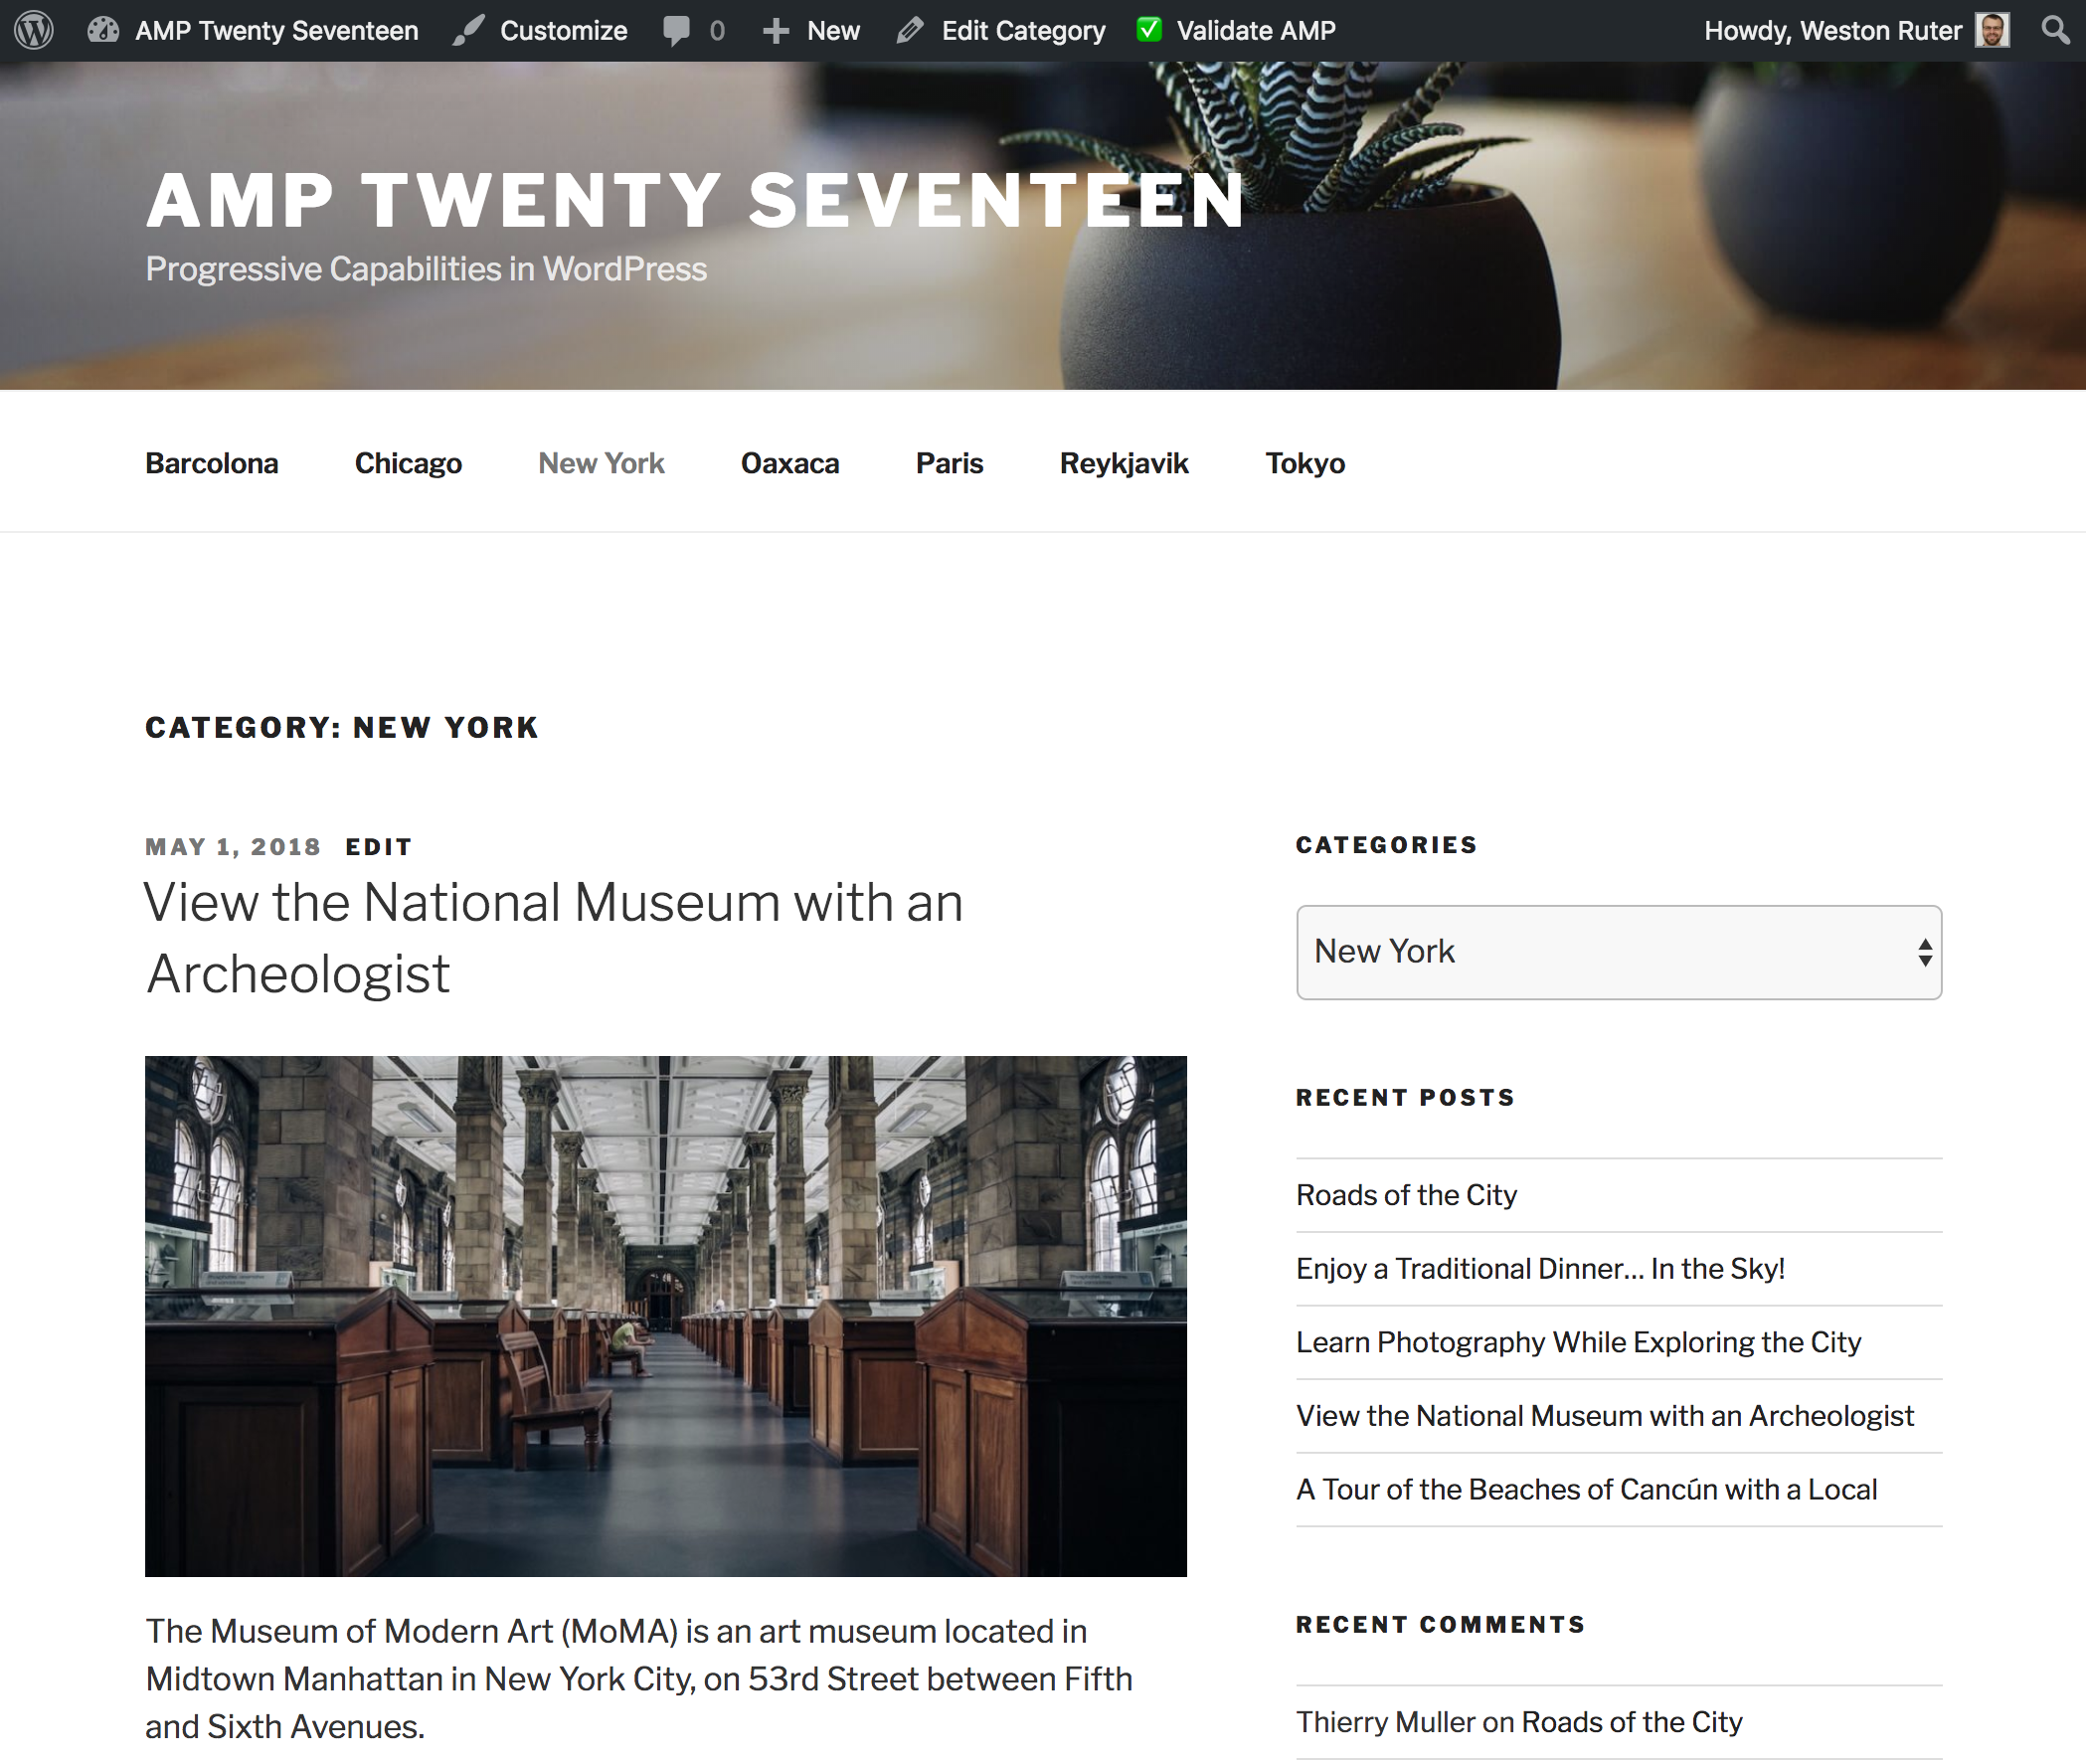 AMP Twenty Seventeen Customize 0 New Edit Category Validate AMP Howdy, Weston Ruter
AMP TWENTY SEVENTEEN
Progressive Capabilities in WordPress
Barcolona Chicago New York Oaxaca Paris Reykjavik Tokyo
CATEGORY: NEW YORK
MAY 1, 2018 EDIT
View the National Museum with an
Archeologist
The Museum of Modern Art (MoMA) is an art museum located in
Midtown Manhattan in New York City, on 53rd Street between Fifth
and Sixth Avenues.
CATEGORIES
New York
RECENT POSTS
Roads of the City
Enjoy a Traditional Dinner… In the Sky!
Learn Photography While Exploring the City
View the National Museum with an Archeologist
A Tour of the Beaches of Cancún with a Local
RECENT COMMENTS
Thierry Muller on Roads of the City